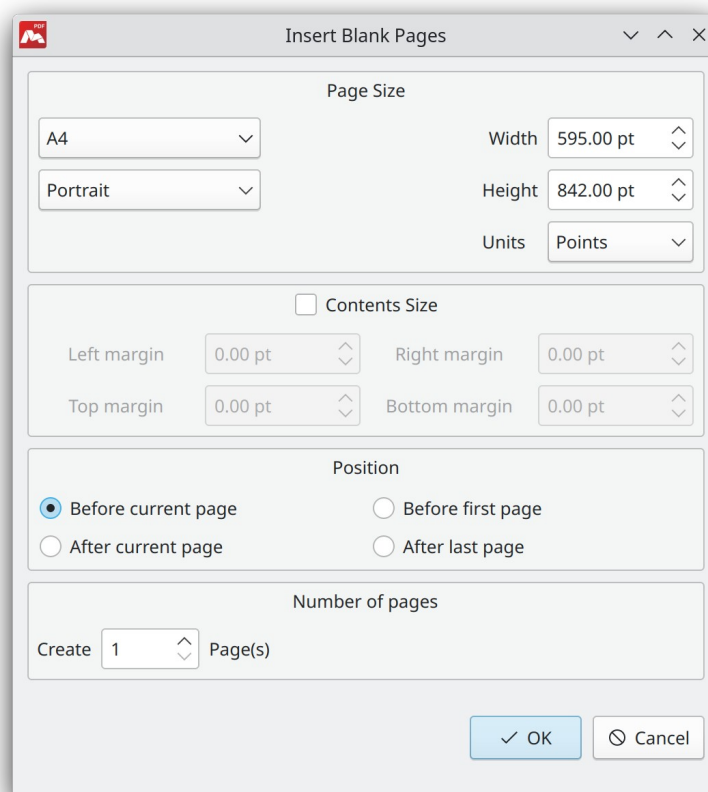 PDF
Insert Blank Pages
Page Size
A4
Width 595.00 pt
Portrait
Height 842.00 pt
Units Points
Contents Size
Left margin 0.00 pt Right margin 0.00 pt
Top margin 0.00 pt Bottom margin 0.00 pt
Position
Before current page Before first page
After current page After last page
Number of pages
Create 1 Page(s)
OK Cancel